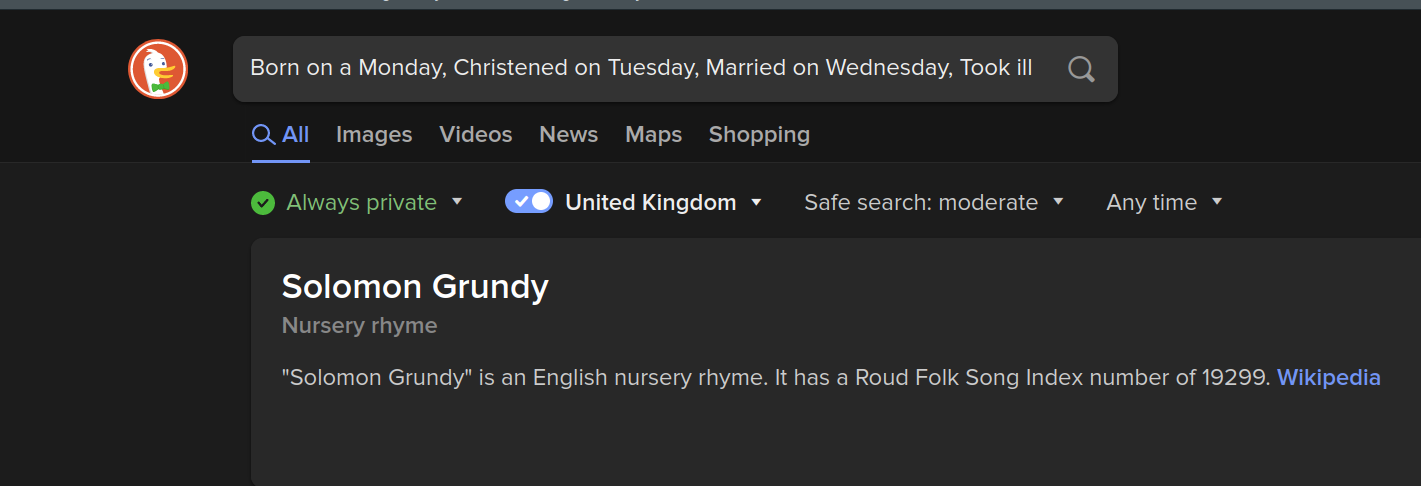 Born on a Monday, Christened on Tuesday, Married on Wednesday, Took ill
All Images Videos News Maps Shopping
Always private United Kingdom Safe search: moderate Any time
Solomon Grundy
Nursery rhyme
"Solomon Grundy" is an English nursery rhyme. It has a Roud Folk Song Index number of 19299. Wikipedia